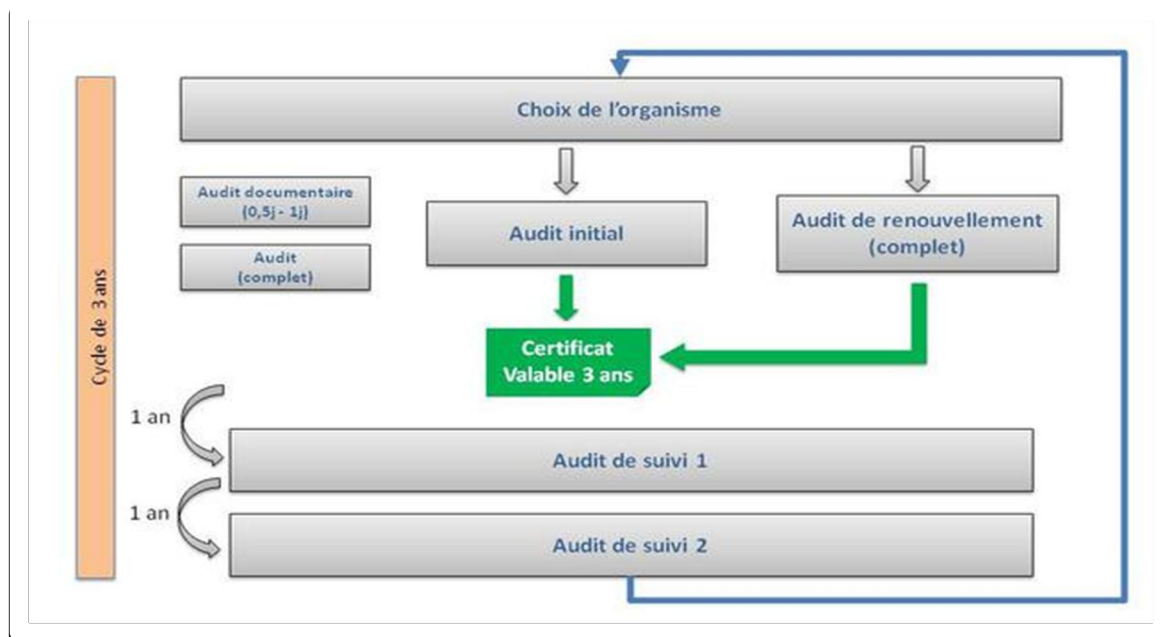 Cycle de 3 ans
Choix de l'organisme
Audit documentaire
(0,5j - 1j)
Audit
(complet)
Audit initial
Audit de renouvellement
(complet)
Certificat
Valable 3 ans
1 an
Audit de suivi 1
1 an
Audit de suivi 2